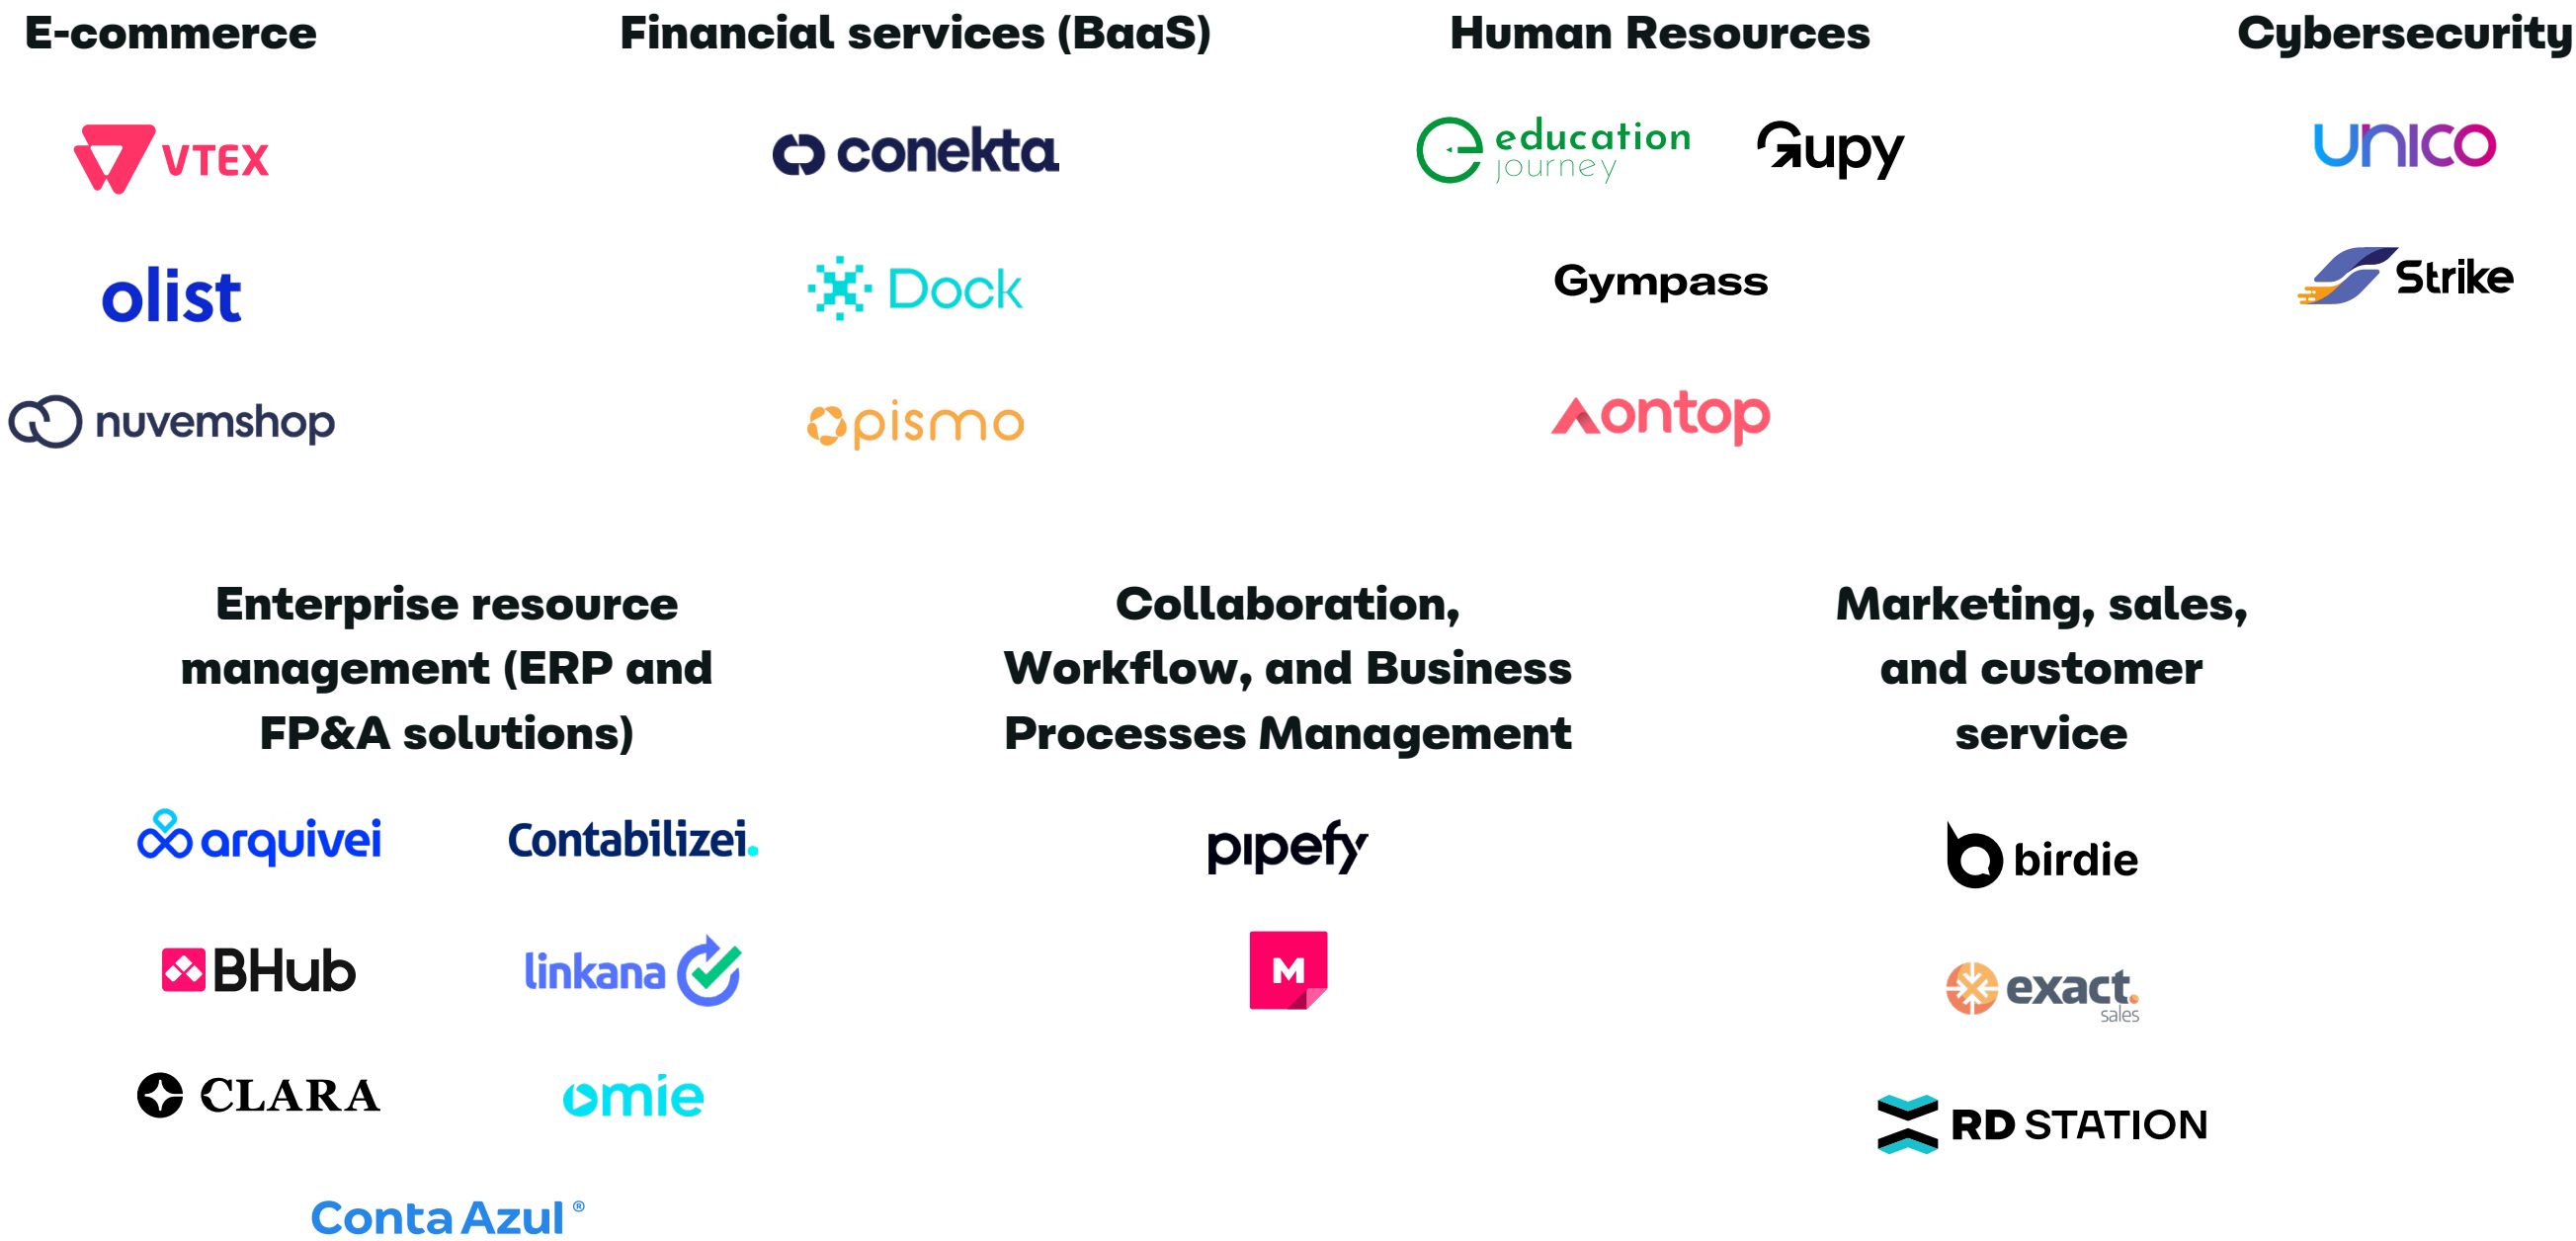 E-commerce
VTEX
olist
nuvemshop
Financial services (BaaS)
conekta
Dock
pismo
Human Resources
education
journey
Gupy
Gympass
ontop
Cybersecurity
unico
Strike
Enterprise resource
management (ERP and
FP&A solutions)
arquivei
Contabilizei.
BHub
linkana
CLARA
omie
Conta Azul ®
Collaboration,
Workflow, and Business
Processes Management
pipefy
M
Marketing, sales,
and customer
service
birdie
exact.
sales
RD STATION